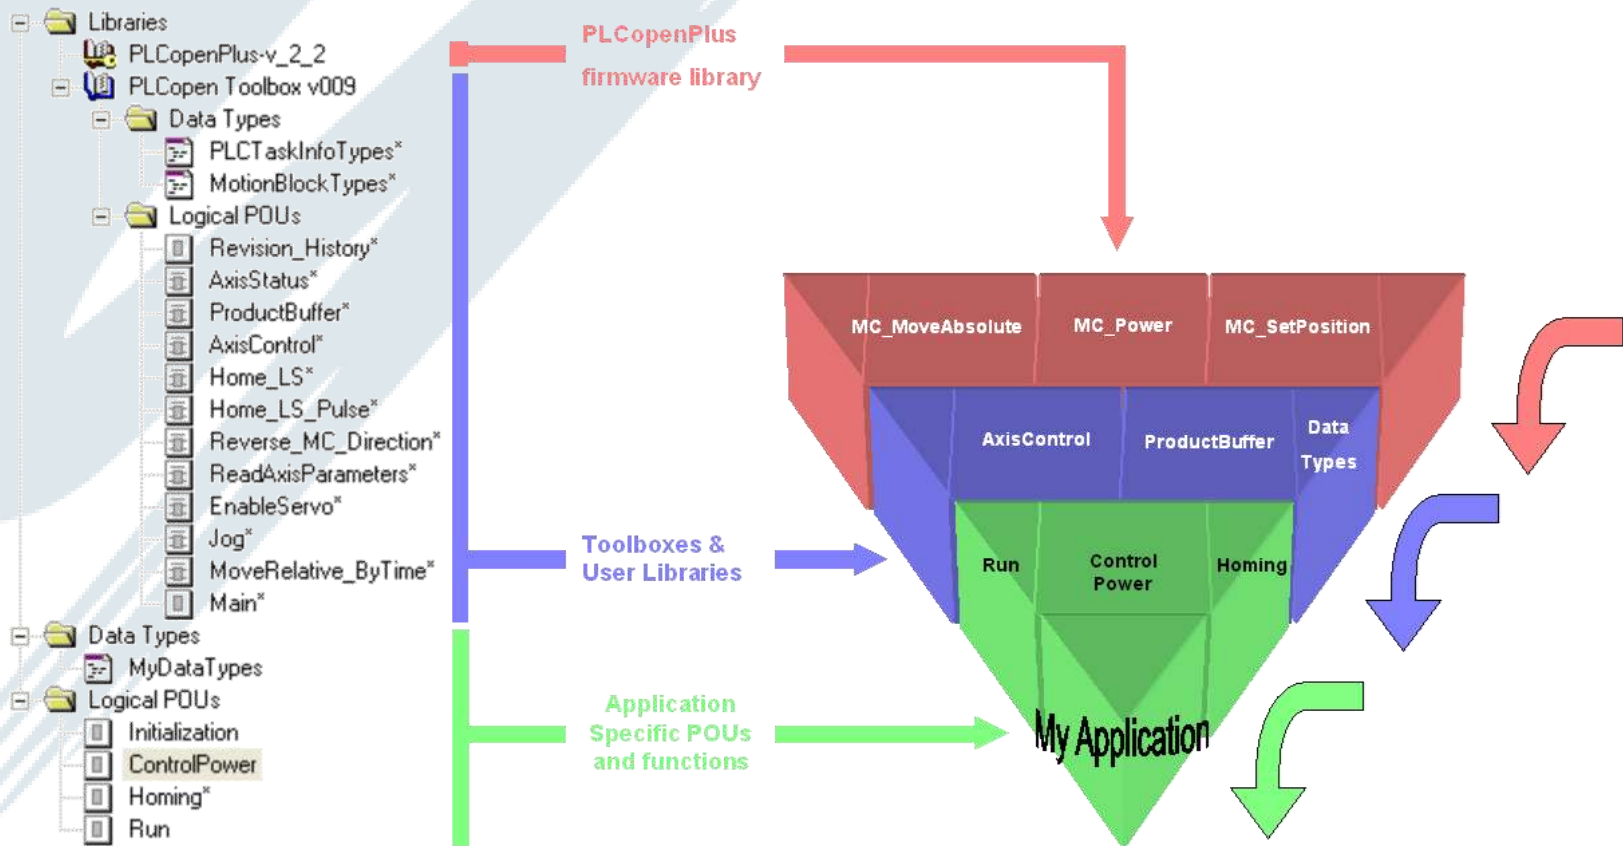 Libraries
PLCopenPlus-v_2_2
PLCopen Toolbox v009
Data Types
PLCTaskInfoTypes*
MotionBlockTypes*
Logical POUs
Revision_History*
AxisStatus*
ProductBuffer*
AxisControl*
Home_LS*
Home_LS_Pulse*
Reverse_MC_Direction*
ReadAxisParameters*
EnableServo*
Jog*
MoveRelative_ByTime*
Main*
Data Types
MyDataTypes
Logical POUs
Initialization
ControlPower
Homing*
Run
PLCopenPlus
firmware library
Toolboxes &
User Libraries
Application
Specific POUs
and functions
MC_MoveAbsolute
MC_Power
MC_SetPosition
AxisControl
ProductBuffer
Data
Types
Run
Control
Power
Homing
My Application